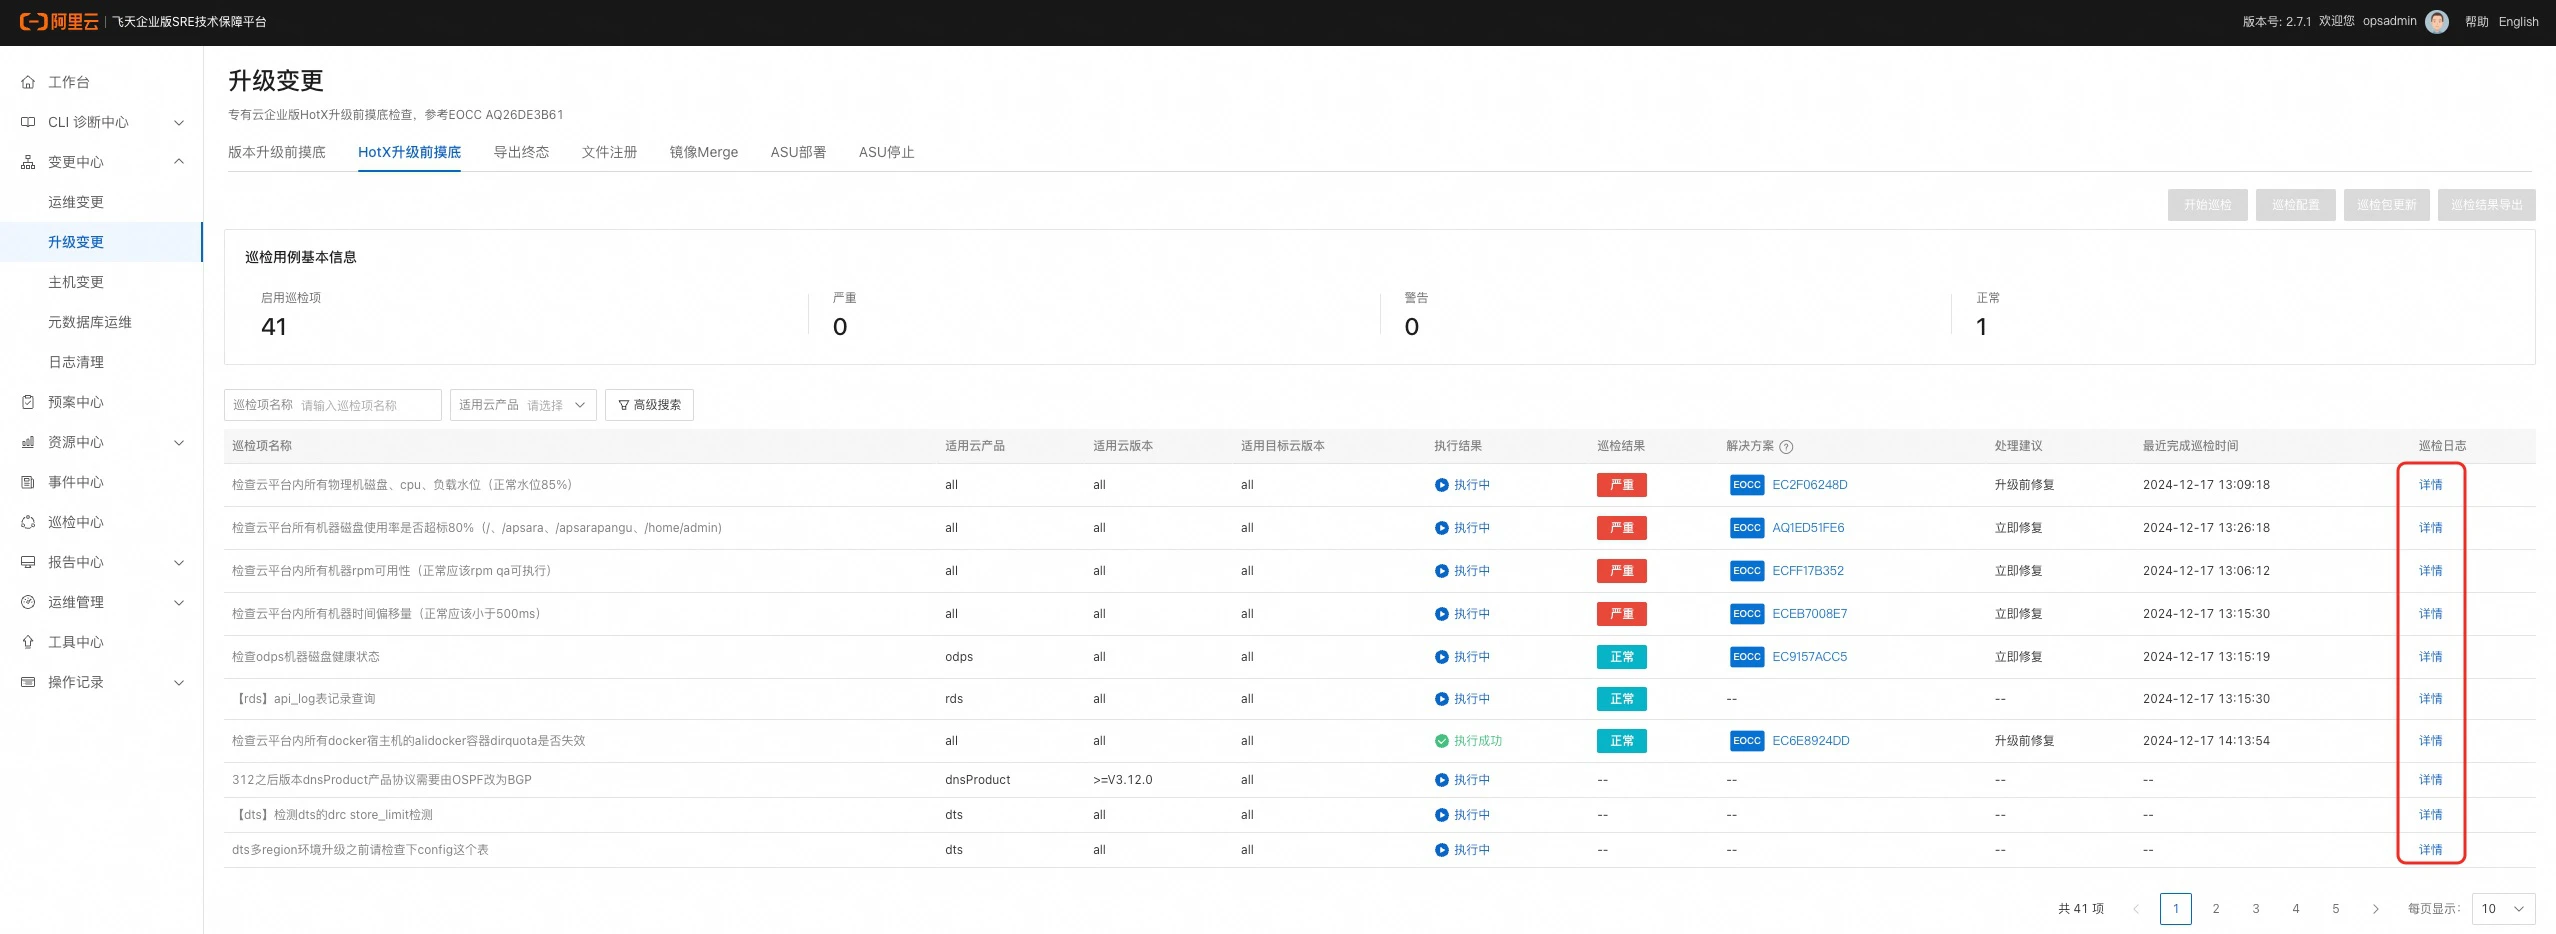 阿里云 | 飞天企业版SRE技术保障平台
版本号: 2.7.1 欢迎您 opsadmin 帮助 English
工作台
CLI 诊断中心
变更中心
运维变更
升级变更
主机变更
元数据库运维
日志清理
预案中心
资源中心
事件中心
巡检中心
报告中心
运维管理
工具中心
操作记录
升级变更
专有云企业版HotX升级前摸底检查，参考EOCC AQ26DE3B61
版本升级前摸底 HotX升级前摸底 导出终态 文件注册 镜像Merge ASU部署 ASU停止
开始巡检 巡检配置 巡检包更新 巡检结果导出
巡检用例基本信息
启用巡检项 严重 警告 正常
41 0 0 1
巡检项名称 请输入巡检项名称 适用云产品 请选择 高级搜索
巡检项名称 适用云产品 适用云版本 适用目标云版本 执行结果 巡检结果 解决方案 处理建议 最近完成巡检时间 巡检日志
检查云平台内所有物理机磁盘、cpu、负载水位（正常水位85%） all all all 执行中 严重 EOCC EC2F06248D 升级前修复 2024-12-17 13:09:18 详情
检查云平台所有机器磁盘使用率是否超标80%（/、/apsara、/apsarapangu、/home/admin) all all all 执行中 严重 EOCC AQ1ED51FE6 立即修复 2024-12-17 13:26:18 详情
检查云平台内所有机器rpm可用性（正常应该rpm qa可执行） all all all 执行中 严重 EOCC ECFF17B352 立即修复 2024-12-17 13:06:12 详情
检查云平台内所有机器时间偏移量（正常应该小于500ms） all all all 执行中 严重 EOCC ECEB7008E7 立即修复 2024-12-17 13:15:30 详情
检查odps机器磁盘健康状态 odps all all 执行中 正常 EOCC EC9157ACC5 立即修复 2024-12-17 13:15:19 详情
【rds】api_log表记录查询 rds all all 执行中 正常 -- -- 2024-12-17 13:15:30 详情
检查云平台内所有docker宿主机的alidocker容器dirquota是否失效 all all all 执行成功 正常 EOCC EC6E8924DD 升级前修复 2024-12-17 14:13:54 详情
312之后版本dnsProduct产品协议需要由OSPF改为BGP dnsProduct >=V3.12.0 all 执行中 -- -- -- -- 详情
【dts】检测dts的drc store_limit检测 dts all all 执行中 -- -- -- -- 详情
dts多region环境升级之前请检查下config这个表 dts all all 执行中 -- -- -- -- 详情
共 41 项 1 2 3 4 5 每页显示: 10